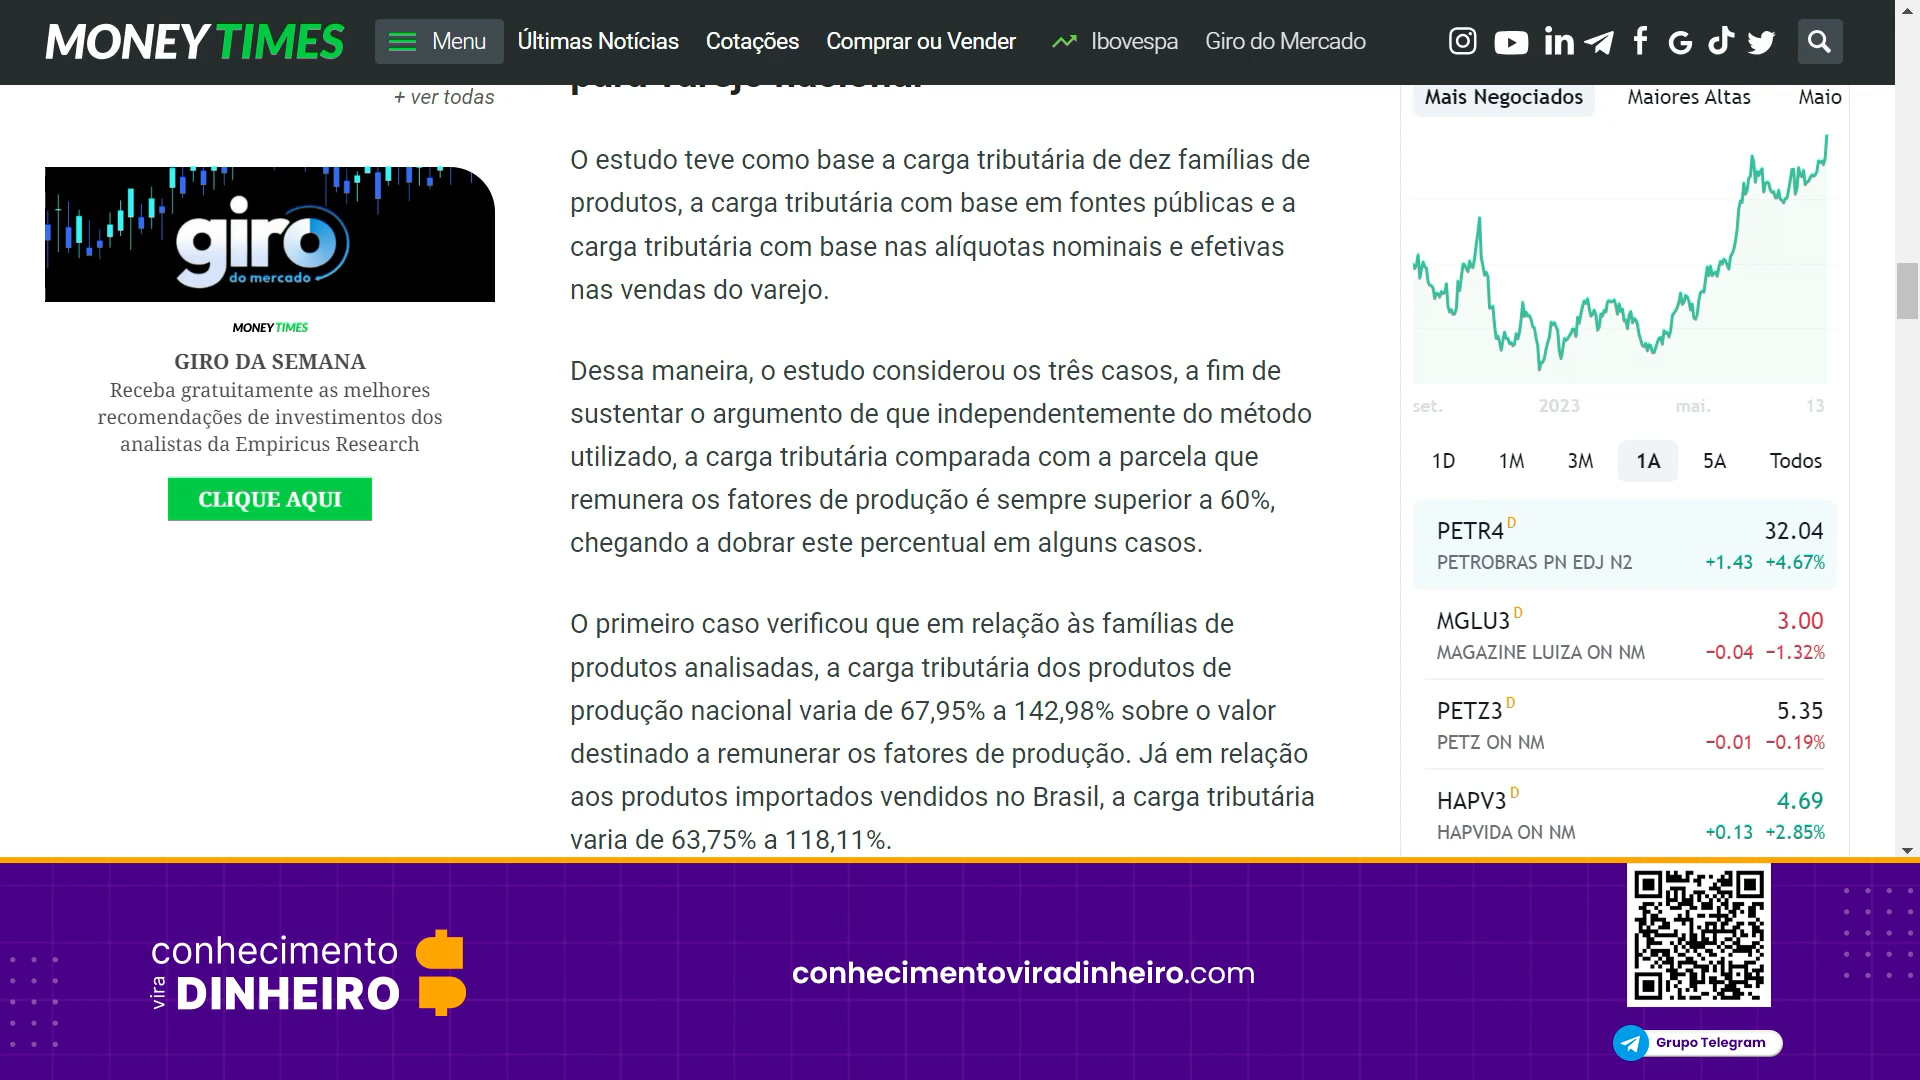 MONEY TIMES
Menu
Últimas Notícias
Cotações
Comprar ou Vender
Ibovespa
Giro do Mercado
+ ver todas
giro
do mercado
MONEY TIMES
GIRO DA SEMANA
Receba gratuitamente as melhores
recomendações de investimentos dos
analistas da Empiricus Research
CLIQUE AQUI
para varejo nacional
O estudo teve como base a carga tributária de dez famílias de
produtos, a carga tributária com base em fontes públicas e a
carga tributária com base nas alíquotas nominais e efetivas
nas vendas do varejo.
Dessa maneira, o estudo considerou os três casos, a fim de
sustentar o argumento de que independentemente do método
utilizado, a carga tributária comparada com a parcela que
remunera os fatores de produção é sempre superior a 60%,
chegando a dobrar este percentual em alguns casos.
O primeiro caso verificou que em relação às famílias de
produtos analisadas, a carga tributária dos produtos de
produção nacional varia de 67,95% a 142,98% sobre o valor
destinado a remunerar os fatores de produção. Já em relação
aos produtos importados vendidos no Brasil, a carga tributária
varia de 63,75% a 118,11%.
Mais Negociados
Maiores Altas
Maio
set. 2023 mai. 13
1D 1M 3M 1A 5A Todos
PETR4 D 32.04
PETROBRAS PN EDJ N2 +1.43 +4.67%
MGLU3 D 3.00
MAGAZINE LUIZA ON NM −0.04 −1.32%
PETZ3 D 5.35
PETZ ON NM −0.01 −0.19%
HAPV3 D 4.69
HAPVIDA ON NM +0.13 +2.85%
conhecimento
vira DINHEIRO
conhecimentoviradinheiro.com
Grupo Telegram